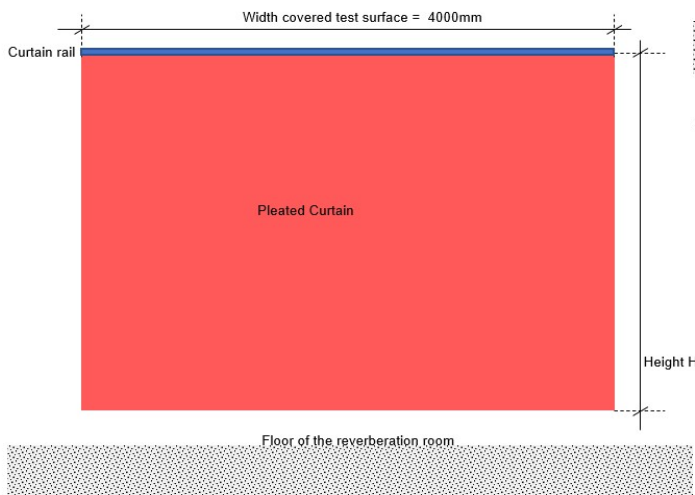 Width covered test surface = 4000mm
Curtain rail
Pleated Curtain
Height H
Floor of the reverberation room